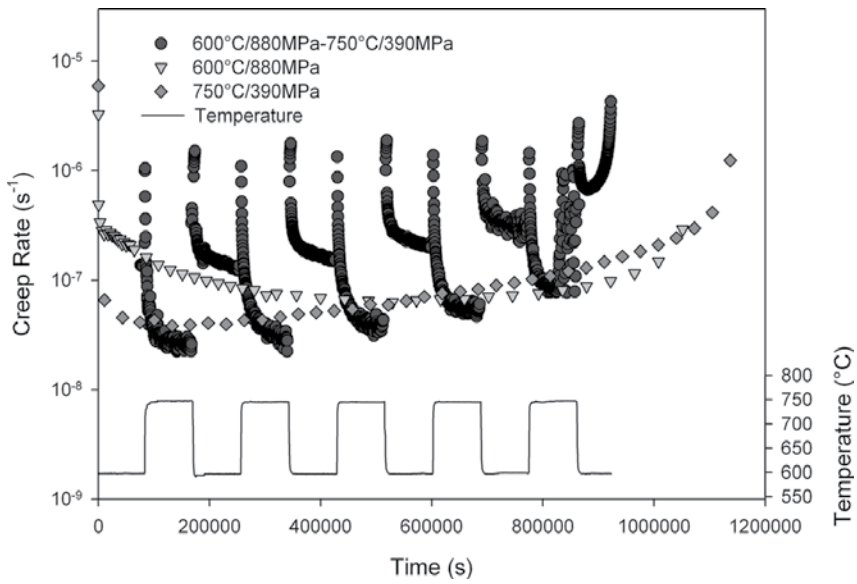 600°C/880MPa-750°C/390MPa
600°C/880MPa
750°C/390MPa
Temperature
10-5
10-6
10-7
10-8
10-9
Creep Rate (s-1)
800
750
700
650
600
550
Temperature (°C)
0 200000 400000 600000 800000 1000000 1200000
Time (s)